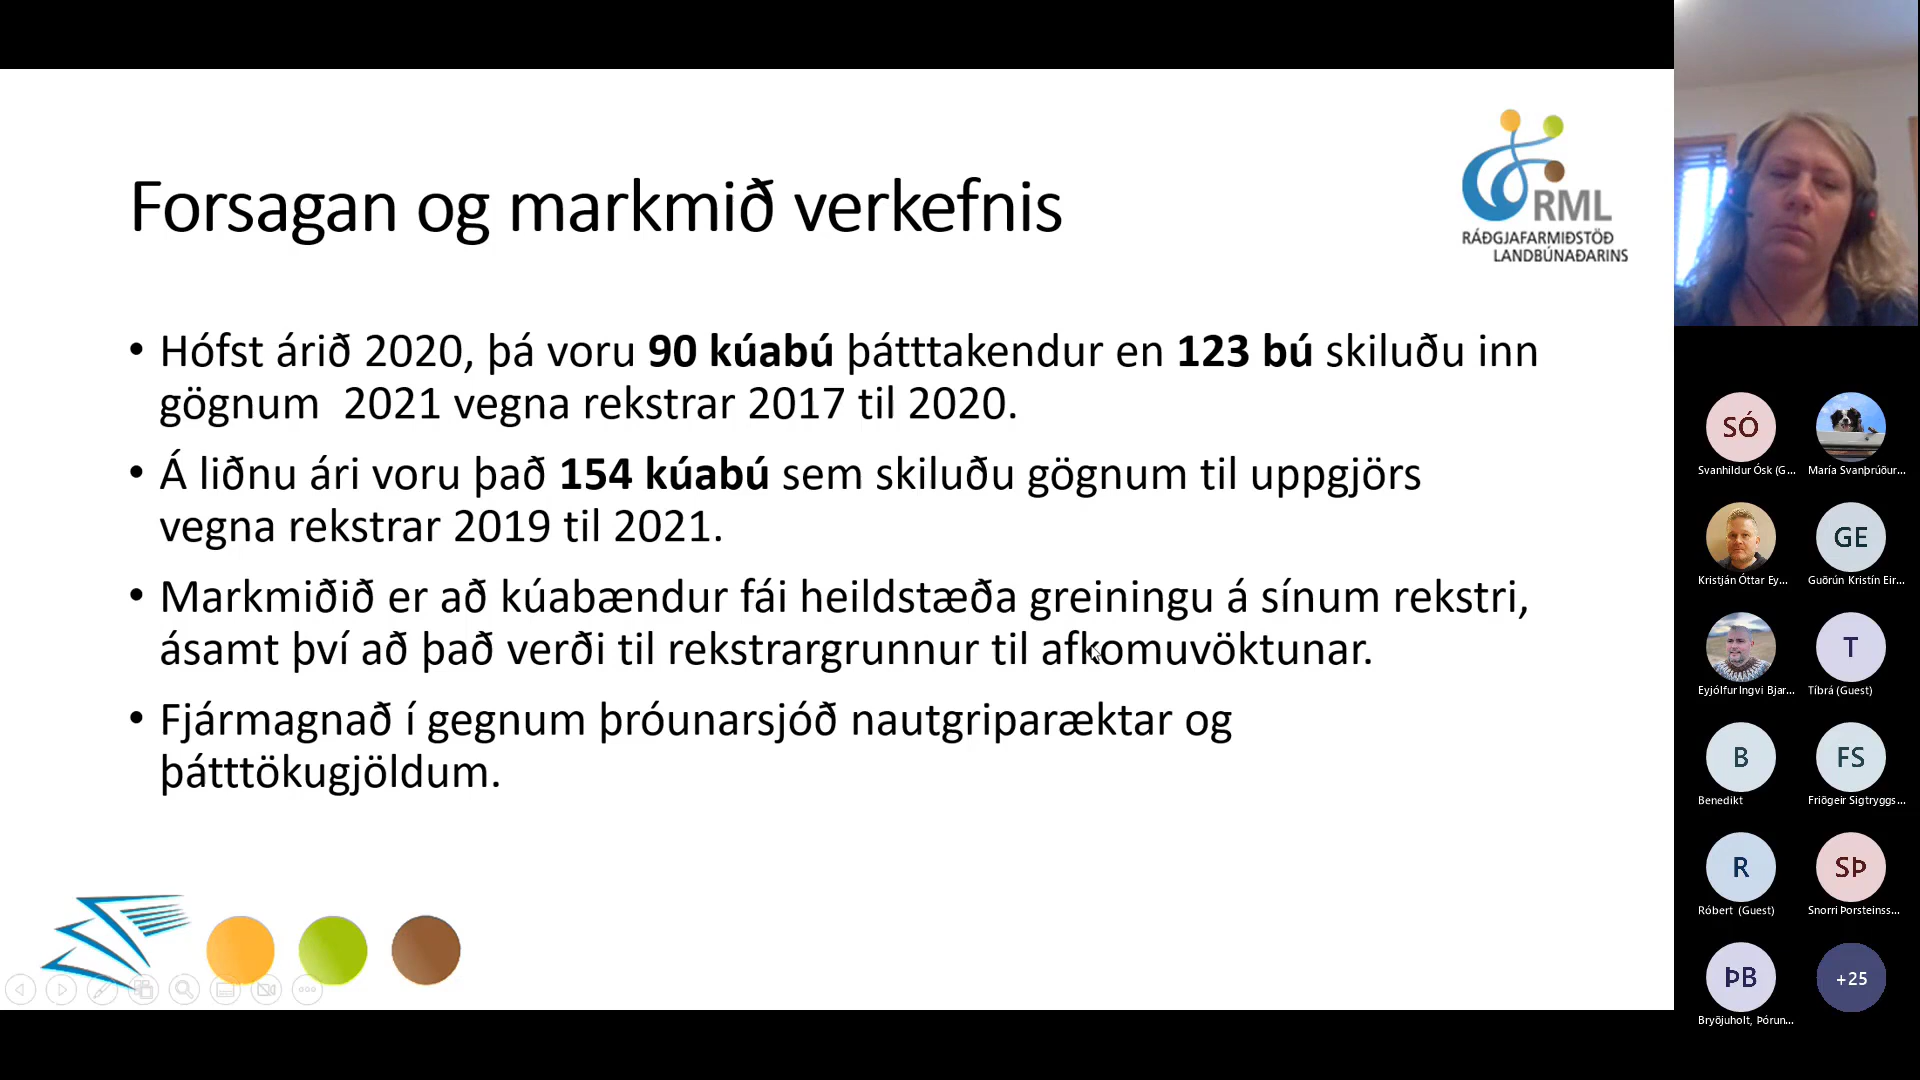 Forsagan og markmið verkefnis
RML
RÁÐGJAFARMIÐSTÖÐ
LANDBÚNAÐARINS
• Hófst árið 2020, þá voru 90 kúabú þátttakendur en 123 bú skiluðu inn
gögnum 2021 vegna rekstrar 2017 til 2020.
• Á liðnu ári voru það 154 kúabú sem skiluðu gögnum til uppgjörs
vegna rekstrar 2019 til 2021.
• Markmiðið er að kúabændur fái heildstæða greiningu á sínum rekstri,
ásamt því að það verði til rekstrargrunnur til afkomuvöktunar.
• Fjármagnað í gegnum þróunarsjóð nautgriparæktar og
þátttökugjöldum.
SÓ
Svanhildur Ósk (G...
María Svanþrúður...
Kristján Óttar Ey...
GE
Guðrún Kristín Eir...
Eyjólfur Ingvi Bjar...
T
Tíbrá (Guest)
B
Benedikt
FS
Friðgeir Sigtryggs...
R
Róbert (Guest)
SÞ
Snorri Þorsteinss...
ÞB
Bryðjuholt, Þórun...
+25